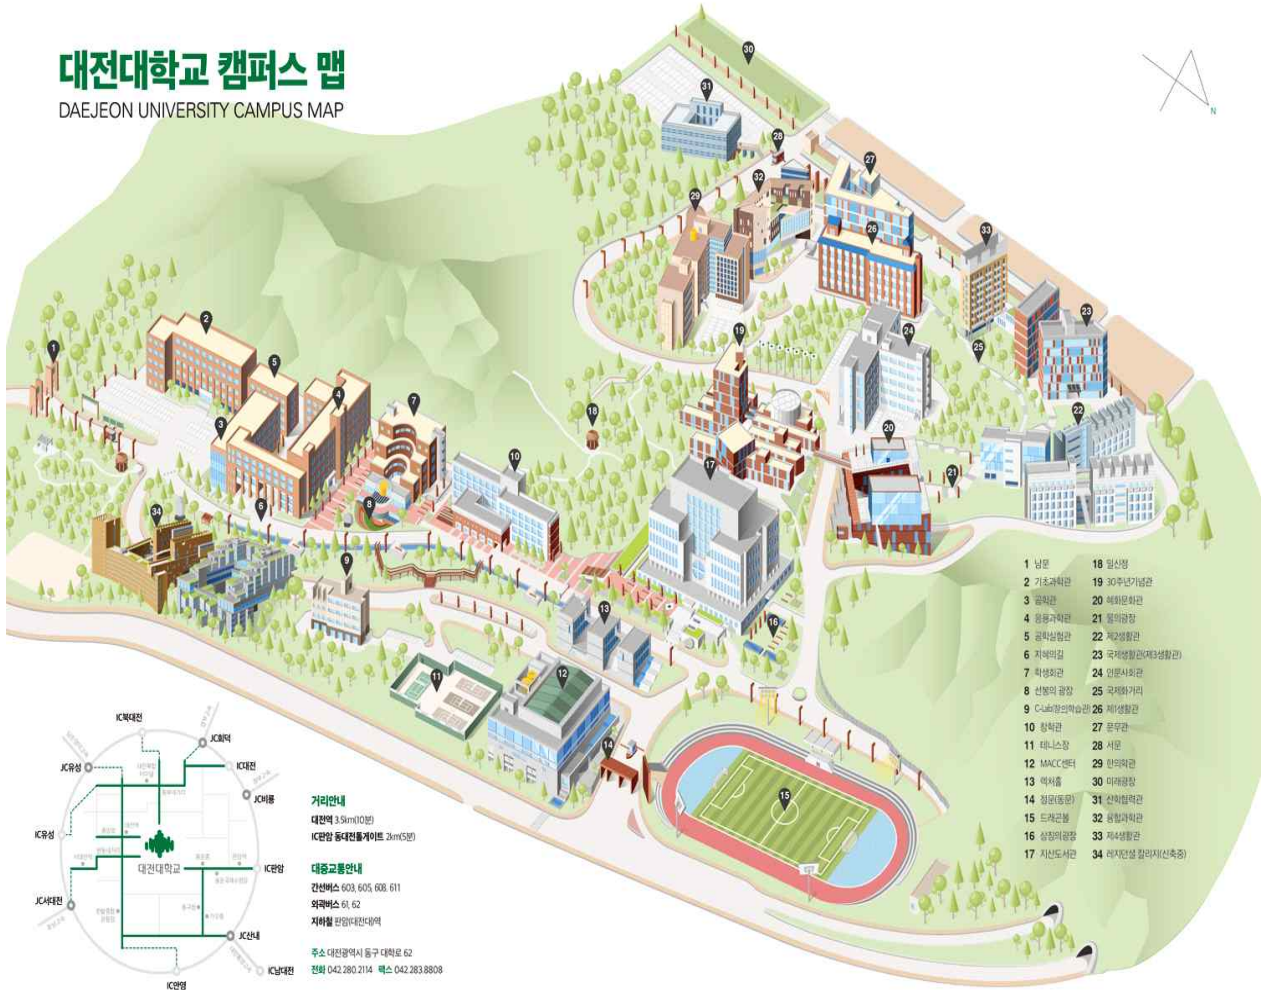 대전대학교 캠퍼스 맵
DAEJEON UNIVERSITY CAMPUS MAP
N
1 남문
2 기초과학관
3 공학관
4 응용과학관
5 공학실험관
6 지혜의길
7 학생회관
8 선봉의 광장
9 C-Lab(창의학습관)
10 창학관
11 테니스장
12 MACC센터
13 맥처홀
14 정문(동문)
15 드래곤볼
16 상징의광장
17 지산도서관
18 일신정
19 30주년기념관
20 혜화문화관
21 물의광장
22 제2생활관
23 국제생활관(제3생활관)
24 인문사회관
25 국제화거리
26 제1생활관
27 문무관
28 서문
29 한의학관
30 미래광장
31 산학협력관
32 융합과학관
33 제4생활관
34 레지던셜 칼리지(신축중)
IC북대전
JC회덕
JC유성
IC대전
JC비룡
IC유성
대전대학교
IC판암
JC서대전
JC산내
IC남대전
IC안영
거리안내
대전역 3.5km(10분)
IC판암 동대전톨게이트 2km(5분)
대중교통안내
간선버스 603, 605, 608, 611
외곽버스 61, 62
지하철 판암(대전대)역
주소 대전광역시 동구 대학로 62
전화 042.280.2114 팩스 042.283.8808